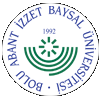 BOLU ABANT İZZET BAYSAL ÜNİVERSİTESİ
1992